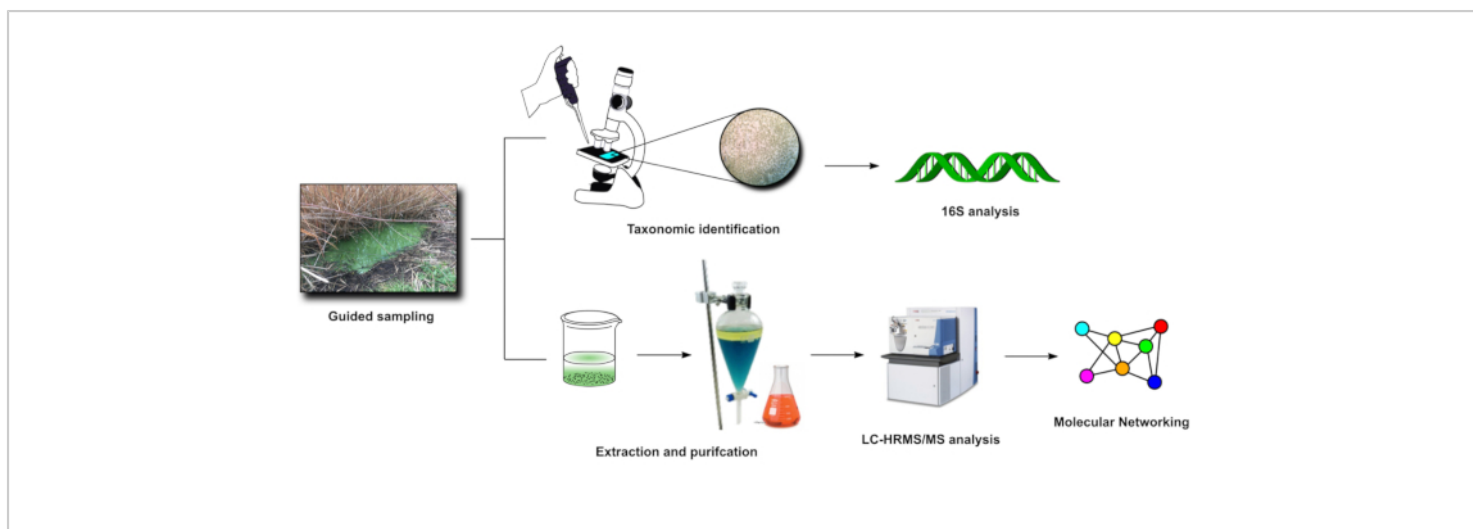 Taxonomic identification
16S analysis
Guided sampling
Extraction and purifcation
LC-HRMS/MS analysis
Molecular Networking